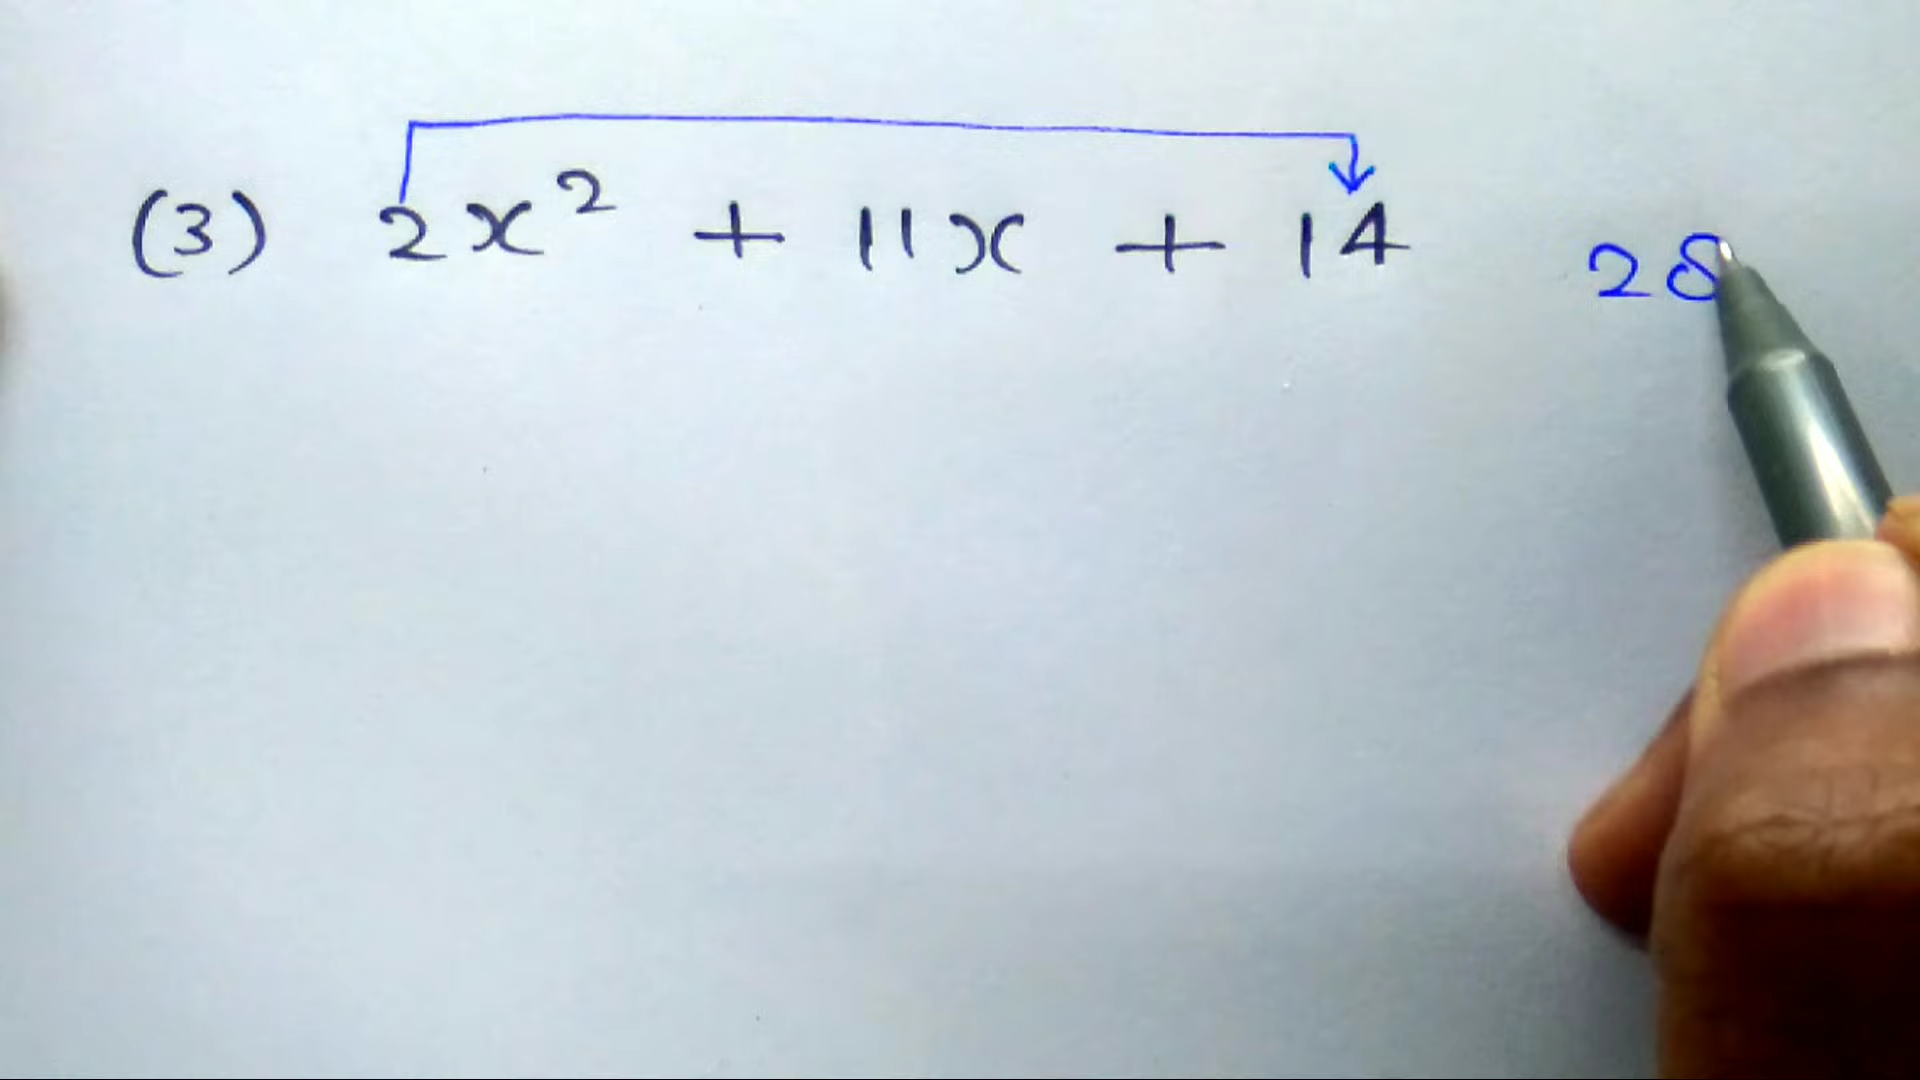 (3) 2x² + 11x + 14 28